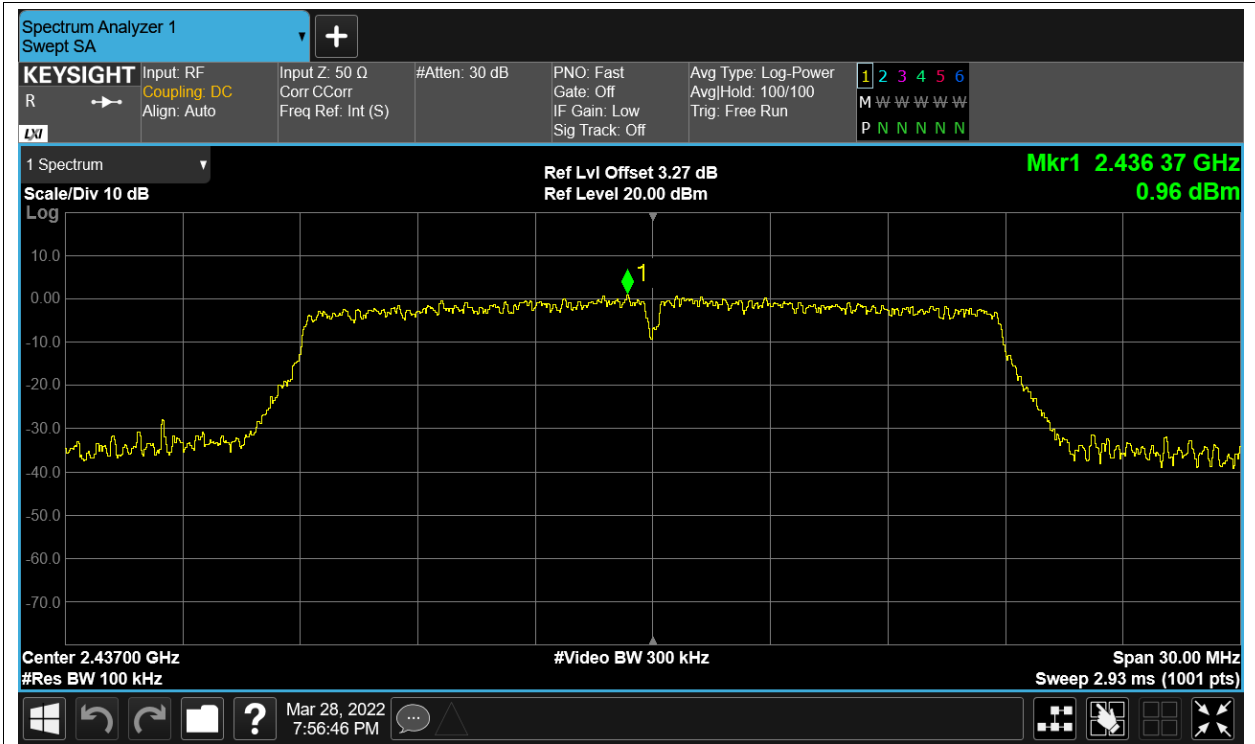 Spectrum Analyzer 1
Swept SA
+
KEYSIGHT
R
LXI
Input: RF
Coupling: DC
Align: Auto
Input Z: 50 Ω
Corr CCorr
Freq Ref: Int (S)
#Atten: 30 dB
PNO: Fast
Gate: Off
IF Gain: Low
Sig Track: Off
Avg Type: Log-Power
Avg|Hold: 100/100
Trig: Free Run
1 2 3 4 5 6
M W W W W W
P N N N N N
1 Spectrum
Scale/Div 10 dB
Log
Ref Lvl Offset 3.27 dB
Ref Level 20.00 dBm
Mkr1 2.436 37 GHz
0.96 dBm
1
10.0
0.00
-10.0
-20.0
-30.0
-40.0
-50.0
-60.0
-70.0
Center 2.43700 GHz
#Res BW 100 kHz
#Video BW 300 kHz
Span 30.00 MHz
Sweep 2.93 ms (1001 pts)
?
Mar 28, 2022
7:56:46 PM